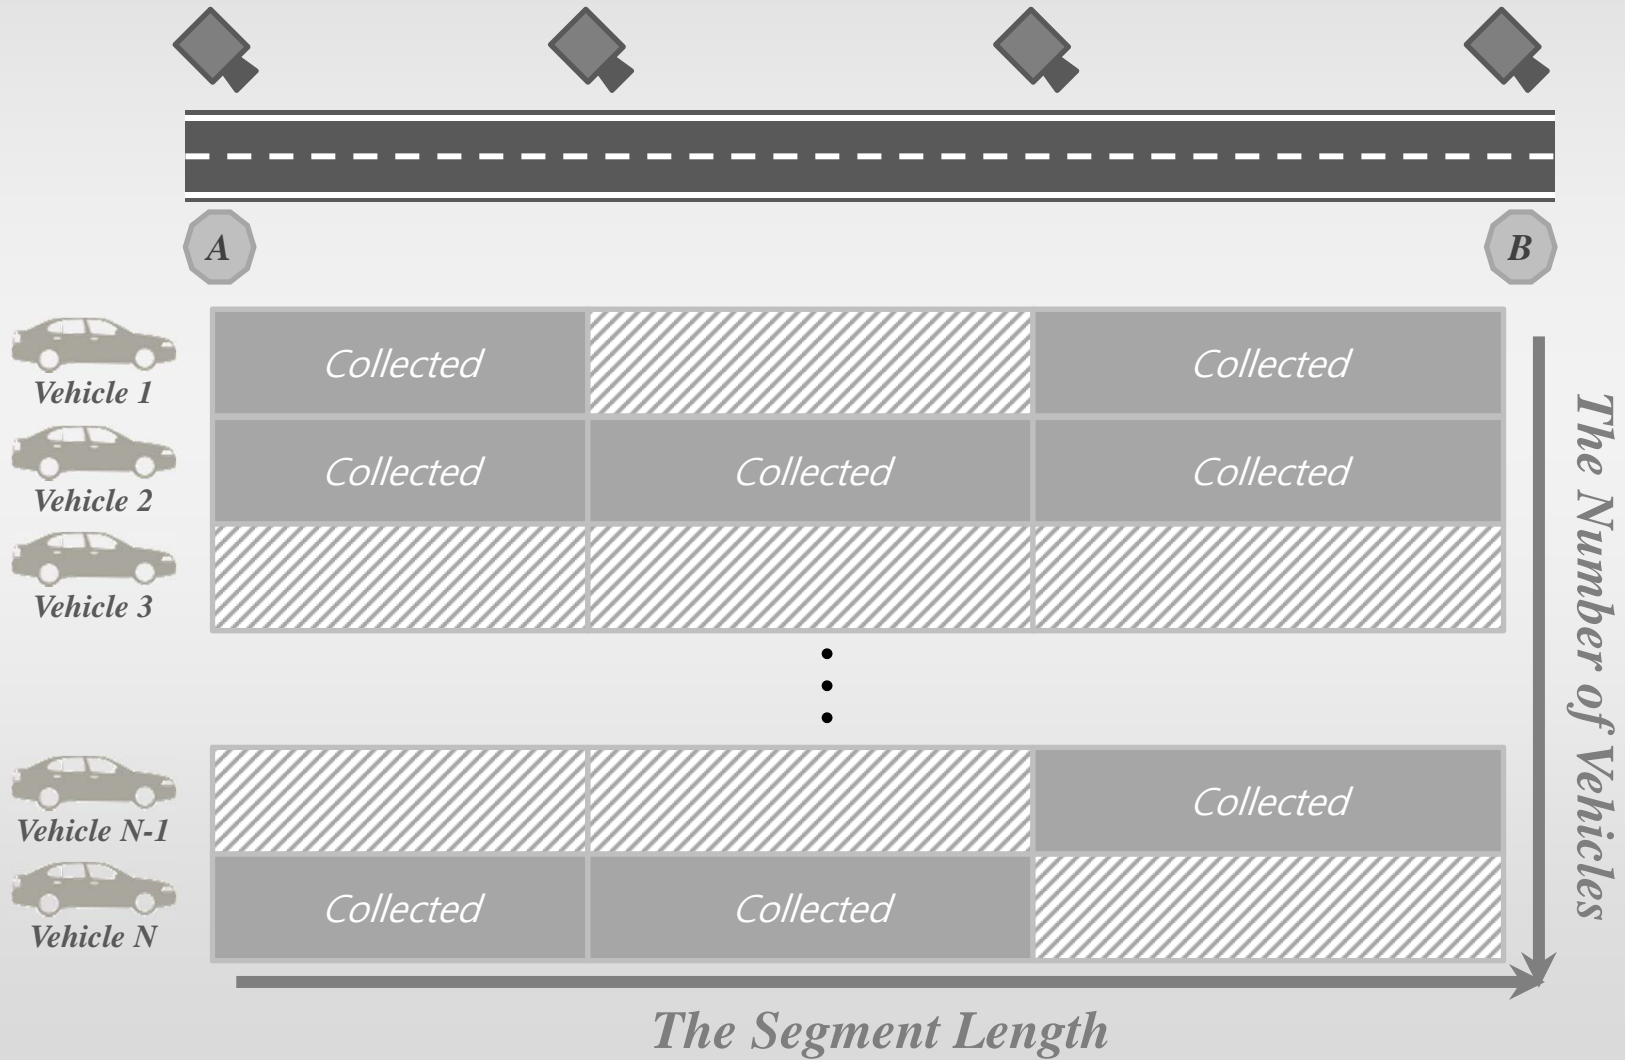 A
B
Vehicle 1
Collected
Collected
Vehicle 2
Collected
Collected
Collected
Vehicle 3
Vehicle N-1
Collected
Vehicle N
Collected
Collected
The Number of Vehicles
The Segment Length